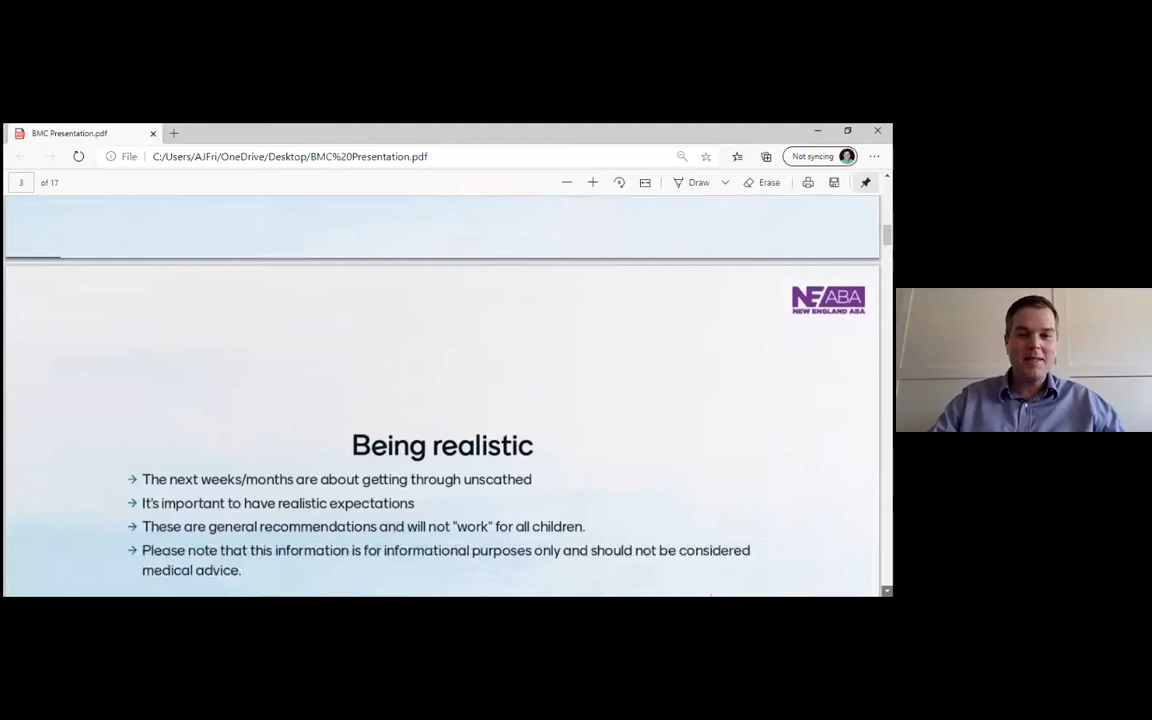 BMC Presentation.pdf
File C:/Users/AJFri/OneDrive/Desktop/BMC%20Presentation.pdf
Not syncing
3 of 17
Draw
Erase
NE/ABA
NEW ENGLAND ABA
Being realistic
→ The next weeks/months are about getting through unscathed
→ It's important to have realistic expectations
→ These are general recommendations and will not "work" for all children.
→ Please note that this information is for informational purposes only and should not be considered
medical advice.